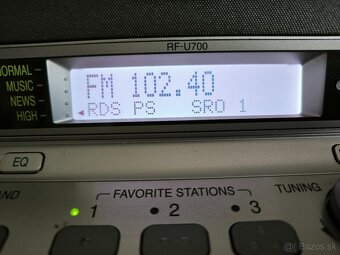 RF-U700
NORMAL
MUSIC
NEWS
HIGH
FM 102.40
◄RDS PS SRO 1
EQ
FAVORITE STATIONS
TUNING
1 2 3
bazos.sk